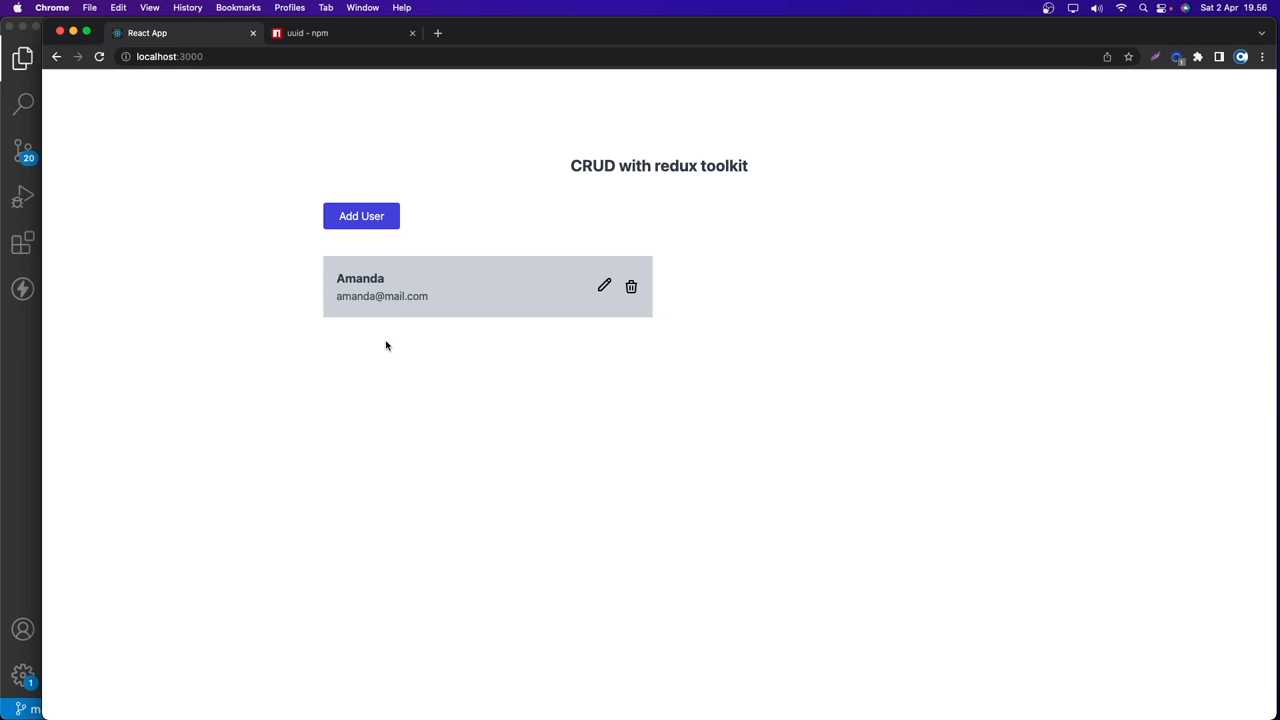 Chrome File Edit View History Bookmarks Profiles Tab Window Help Sat 2 Apr 19.56
React App uuid - npm
localhost:3000
1
20
CRUD with redux toolkit
Add User
Amanda
amanda@mail.com
1